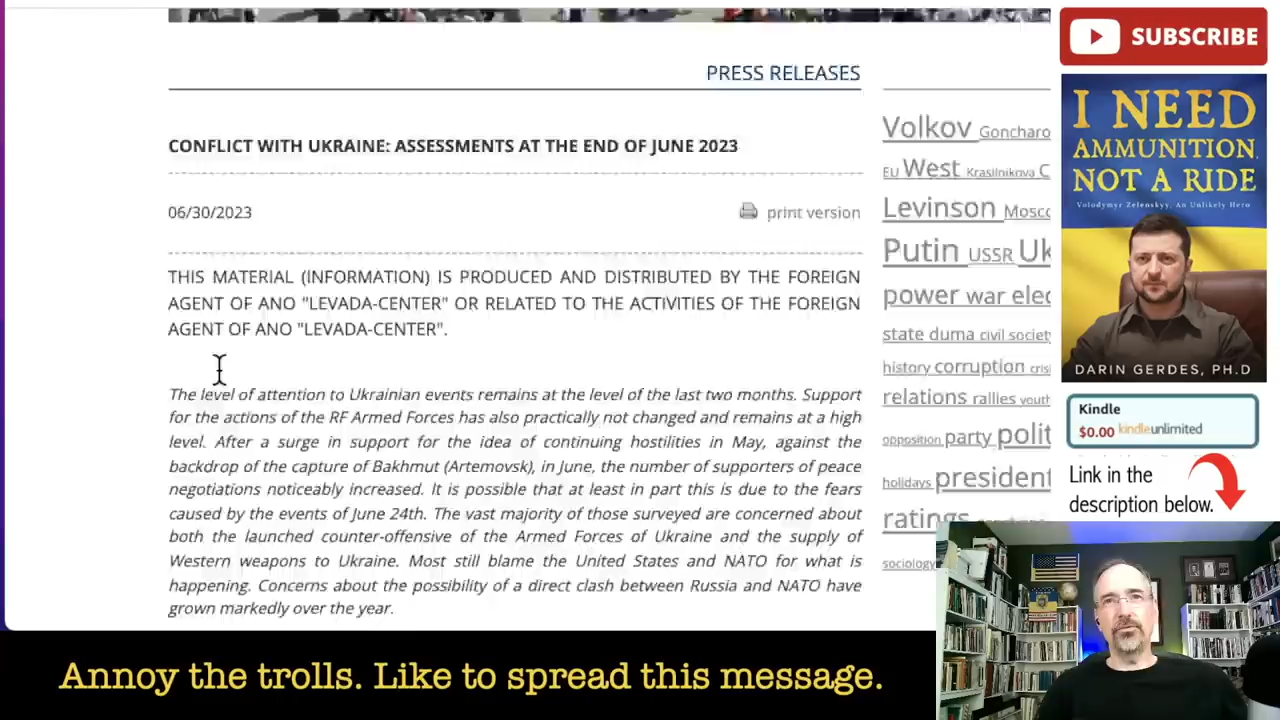 PRESS RELEASES
CONFLICT WITH UKRAINE: ASSESSMENTS AT THE END OF JUNE 2023
06/30/2023
print version
THIS MATERIAL (INFORMATION) IS PRODUCED AND DISTRIBUTED BY THE FOREIGN
AGENT OF ANO "LEVADA-CENTER" OR RELATED TO THE ACTIVITIES OF THE FOREIGN
AGENT OF ANO "LEVADA-CENTER".
The level of attention to Ukrainian events remains at the level of the last two months. Support
for the actions of the RF Armed Forces has also practically not changed and remains at a high
level. After a surge in support for the idea of continuing hostilities in May, against the
backdrop of the capture of Bakhmut (Artemovsk), in June, the number of supporters of peace
negotiations noticeably increased. It is possible that at least in part this is due to the fears
caused by the events of June 24th. The vast majority of those surveyed are concerned about
both the launched counter-offensive of the Armed Forces of Ukraine and the supply of
Western weapons to Ukraine. Most still blame the United States and NATO for what is
happening. Concerns about the possibility of a direct clash between Russia and NATO have
grown markedly over the year.
Volkov Goncharo
EU West Krasilnikova C
Levinson Mosco
Putin USSR Uk
power war elec
state duma civil society
history corruption cris
relations rallies youth
opposition party polit
holidays president
ratings
sociology
SUBSCRIBE
I NEED
AMMUNITION,
NOT A RIDE
Volodymyr Zelenskyy, An Unlikely Hero
DARIN GERDES, PH.D
Kindle
$0.00 kindleunlimited
Link in the
description below.
Annoy the trolls. Like to spread this message.